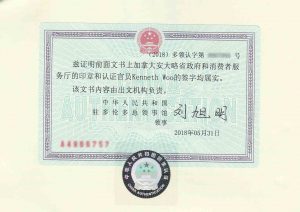 (2018) 多领认字第
兹证明前面文书上加拿大安大略省政府和消费者服
务厅的印章和认证官员Kenneth Woo的签字均属实。
该文书内容由出文机构负责。
中华人民共和国
驻多伦多总领事馆
领事
刘旭明
2018年05月31日